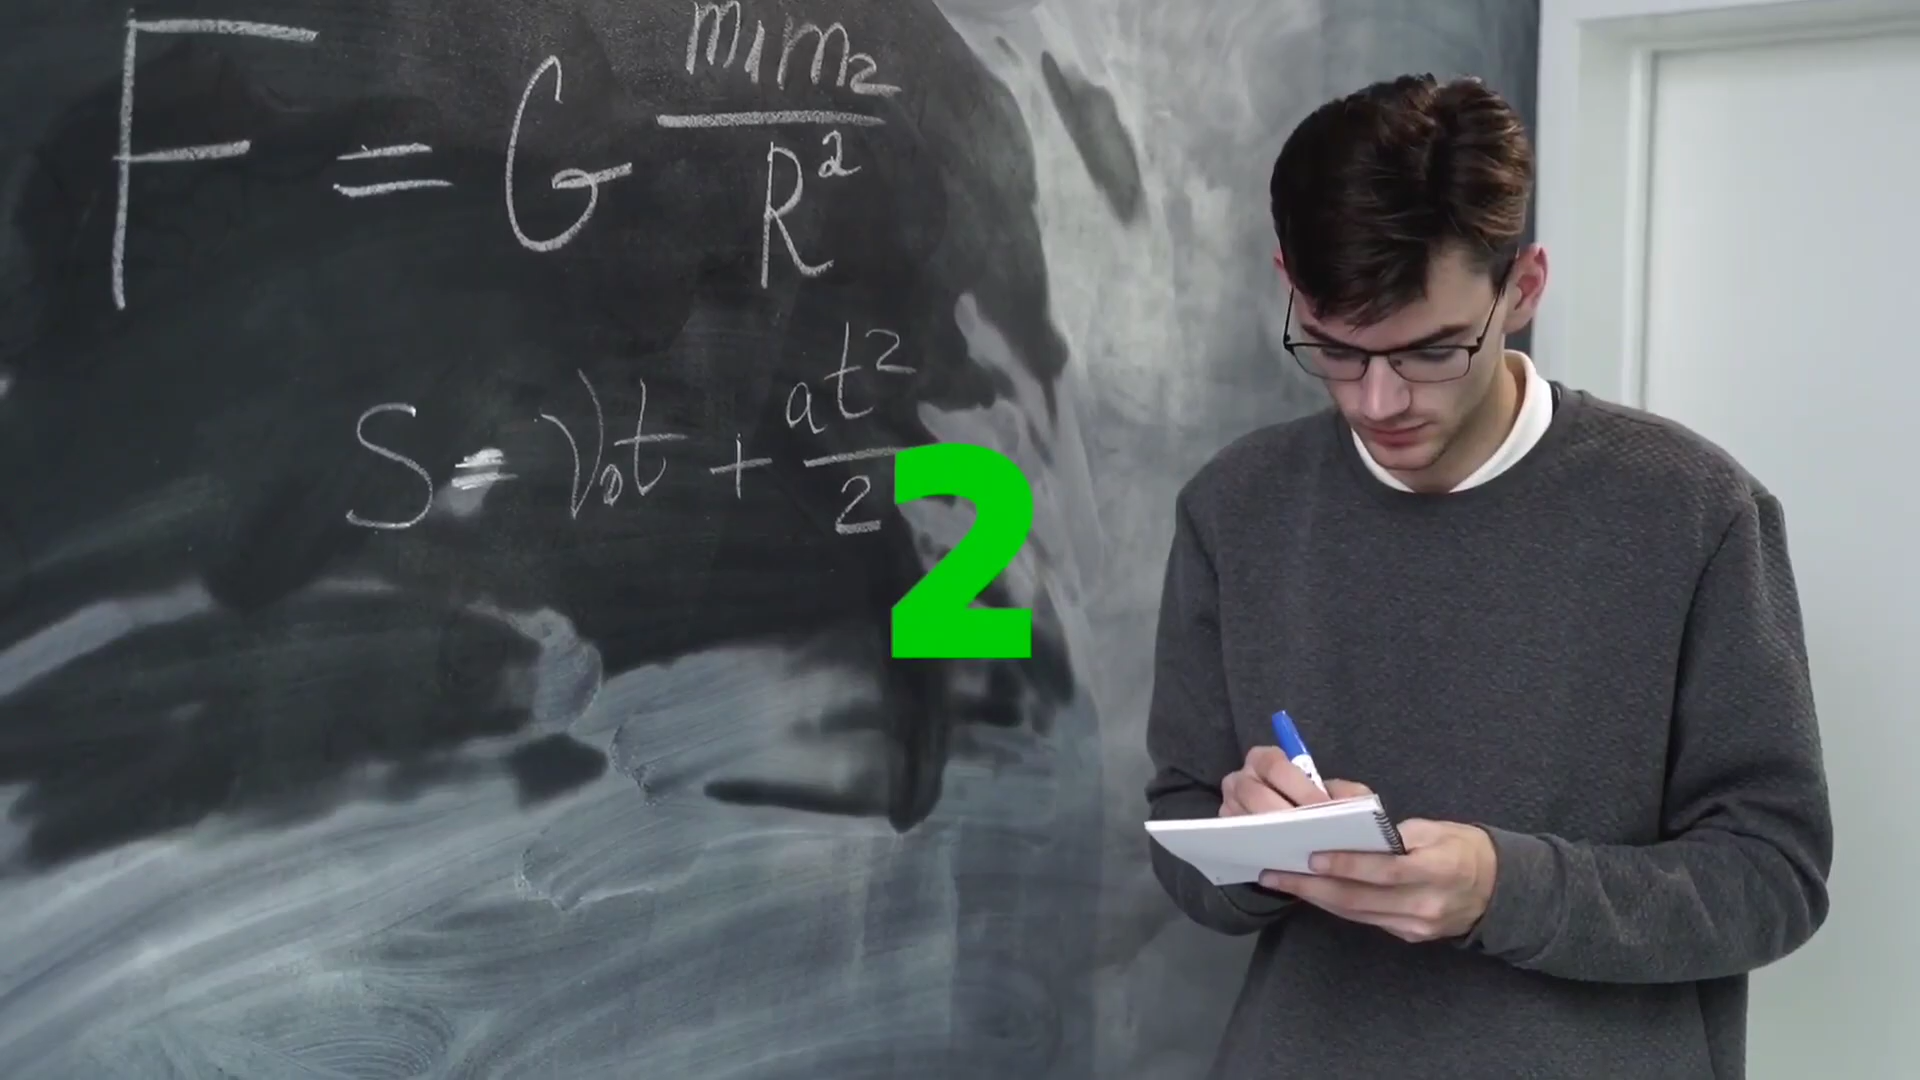 F = G m₁m₂/R²
S = V₀t + at²/2
2